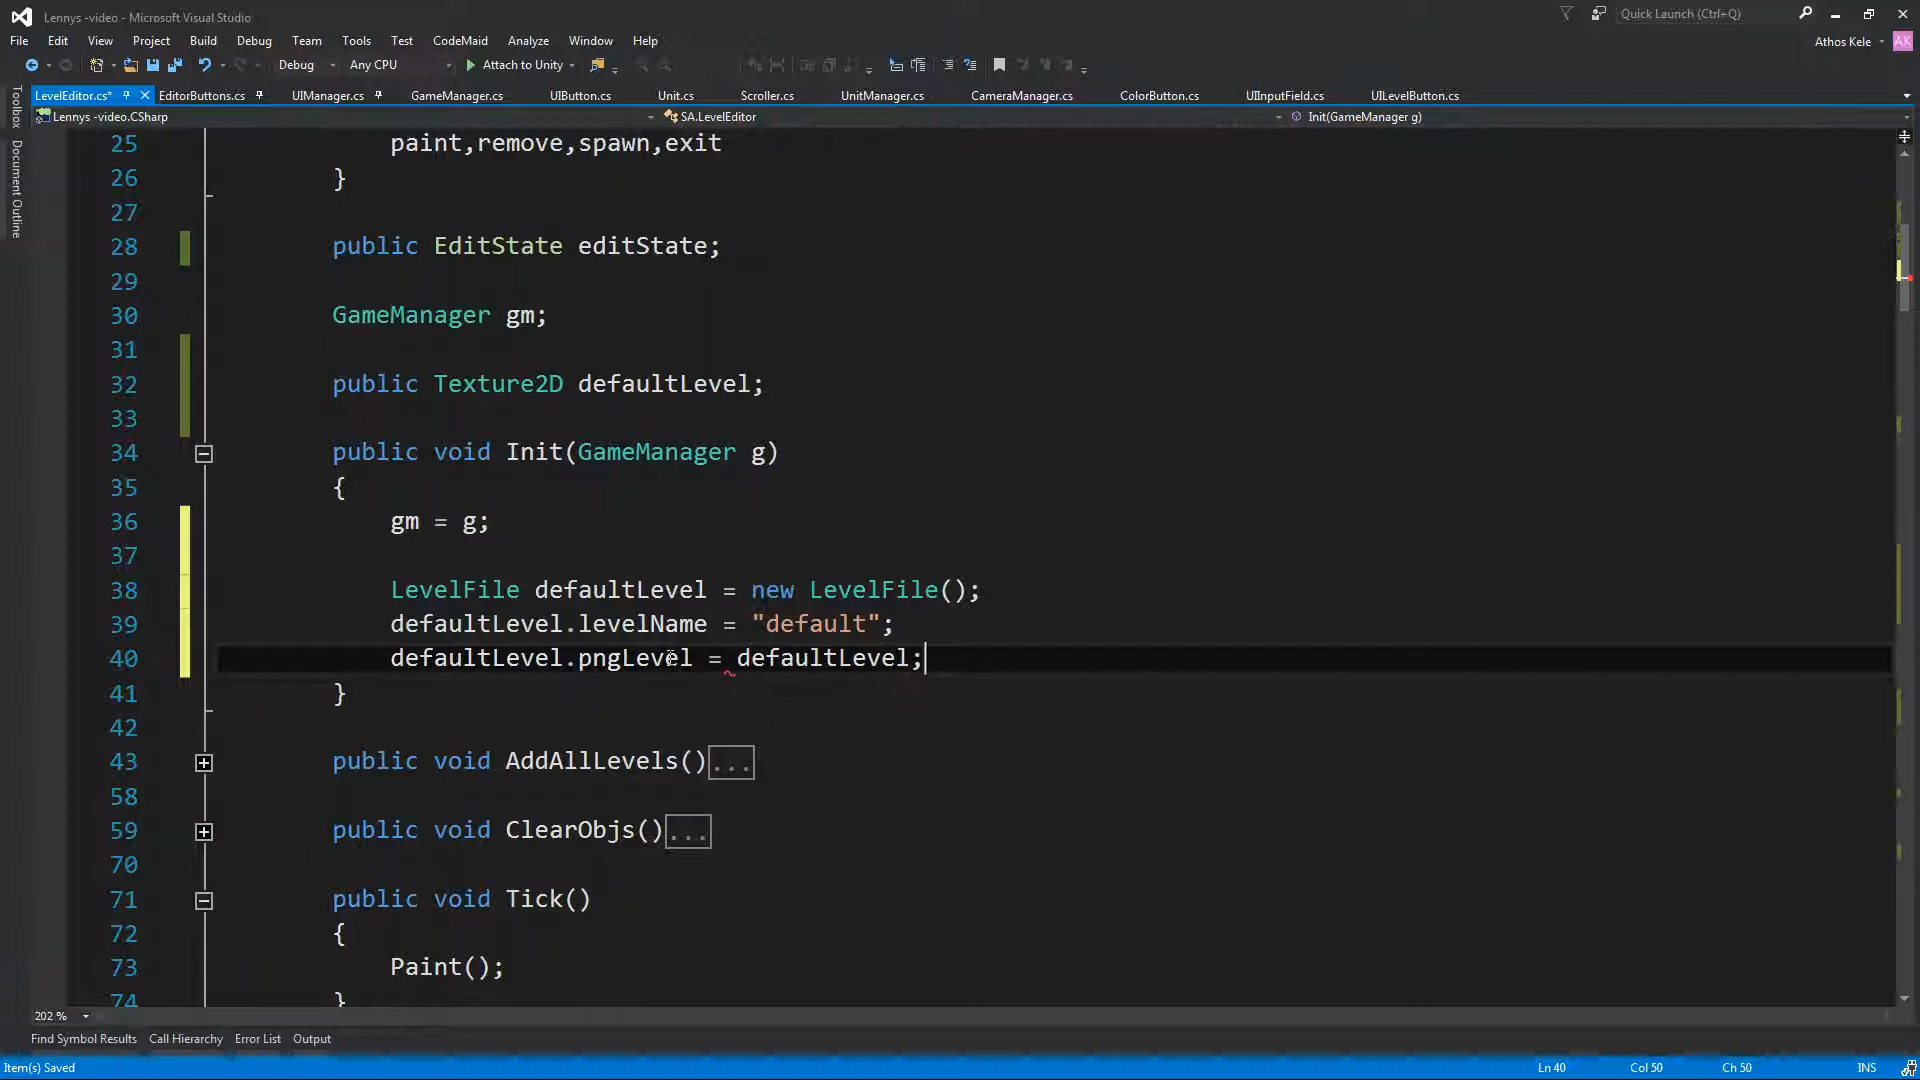 Lennys -video - Microsoft Visual Studio
Quick Launch (Ctrl+Q)
File Edit View Project Build Debug Team Tools Test CodeMaid Analyze Window Help
Athos Kele AK
Debug Any CPU Attach to Unity
LevelEditor.cs* EditorButtons.cs UIManager.cs GameManager.cs UIButton.cs Unit.cs Scroller.cs UnitManager.cs CameraManager.cs ColorButton.cs UIInputField.cs UILevelButton.cs
Lennys -video.CSharp SA.LevelEditor Init(GameManager g)
Toolbox
Document Outline
25 paint,remove,spawn,exit
26 }
27
28 public EditState editState;
29
30 GameManager gm;
31
32 public Texture2D defaultLevel;
33
34 public void Init(GameManager g)
35 {
36 gm = g;
37
38 LevelFile defaultLevel = new LevelFile();
39 defaultLevel.levelName = "default";
40 defaultLevel.pngLevel = defaultLevel;
41 }
42
43 public void AddAllLevels()...
58
59 public void ClearObjs()...
70
71 public void Tick()
72 {
73 Paint();
74 }
202 %
Find Symbol Results Call Hierarchy Error List Output
Item(s) Saved Ln 40 Col 50 Ch 50 INS